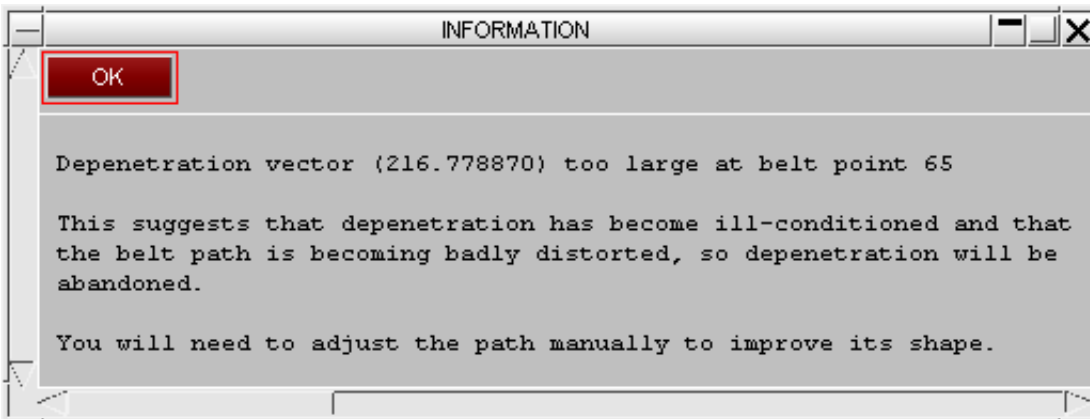 INFORMATION
OK
Depenetration vector (216.778870) too large at belt point 65
This suggests that depenetration has become ill-conditioned and that
the belt path is becoming badly distorted, so depenetration will be
abandoned.
You will need to adjust the path manually to improve its shape.